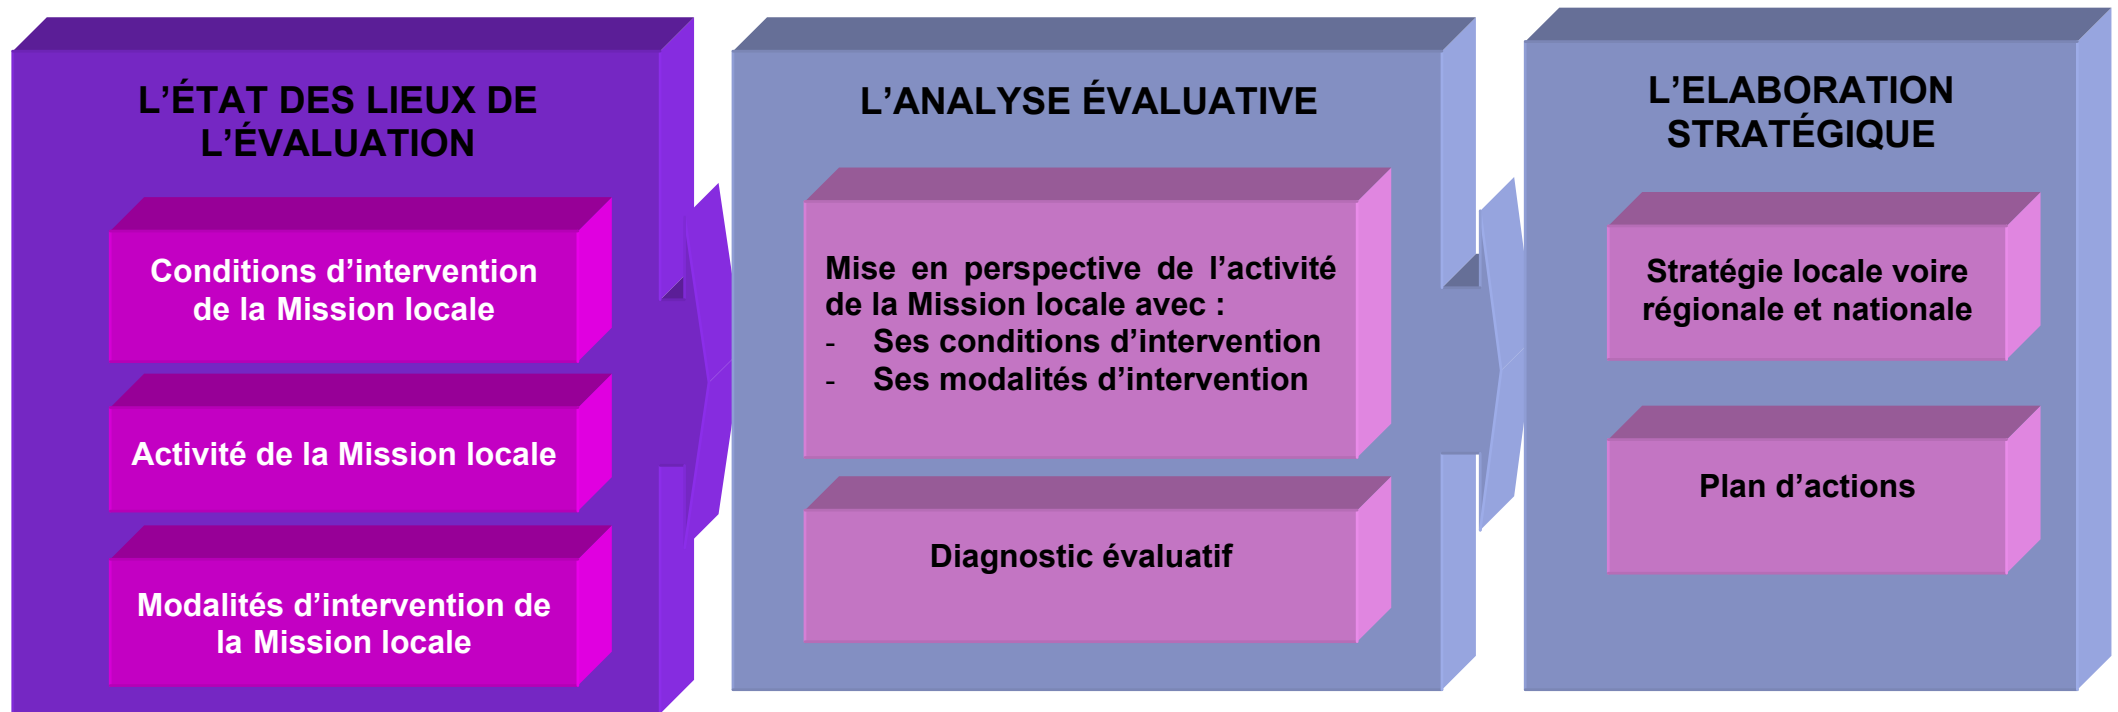 L’ÉTAT DES LIEUX DE
L’ÉVALUATION
Conditions d’intervention
de la Mission locale
Activité de la Mission locale
Modalités d’intervention de
la Mission locale
L’ANALYSE ÉVALUATIVE
Mise en perspective de l’activité
de la Mission locale avec :
- Ses conditions d’intervention
- Ses modalités d’intervention
Diagnostic évaluatif
L’ELABORATION
STRATÉGIQUE
Stratégie locale voire
régionale et nationale
Plan d’actions